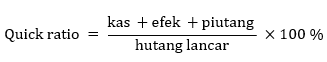 Quick ratio = kas + efek + piutang / hutang lancar × 100 %